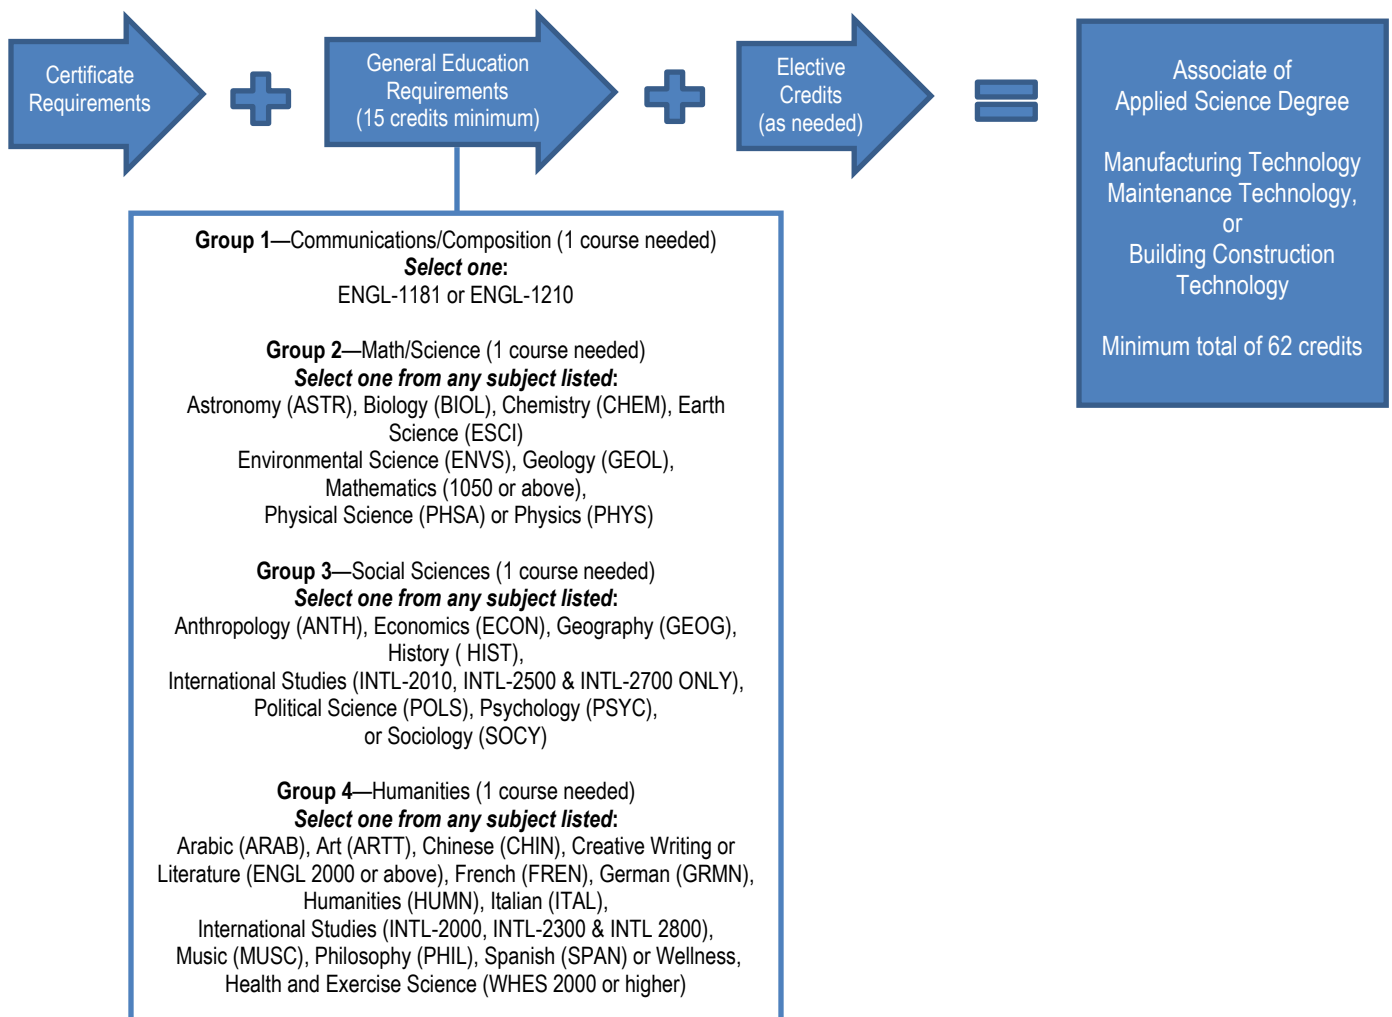 Certificate
Requirements
General Education
Requirements
(15 credits minimum)
Elective
Credits
(as needed)
Associate of
Applied Science Degree
Manufacturing Technology
Maintenance Technology,
or
Building Construction
Technology
Minimum total of 62 credits
Group 1—Communications/Composition (1 course needed)
Select one:
ENGL-1181 or ENGL-1210
Group 2—Math/Science (1 course needed)
Select one from any subject listed:
Astronomy (ASTR), Biology (BIOL), Chemistry (CHEM), Earth
Science (ESCI)
Environmental Science (ENVS), Geology (GEOL),
Mathematics (1050 or above),
Physical Science (PHSA) or Physics (PHYS)
Group 3—Social Sciences (1 course needed)
Select one from any subject listed:
Anthropology (ANTH), Economics (ECON), Geography (GEOG),
History ( HIST),
International Studies (INTL-2010, INTL-2500 & INTL-2700 ONLY),
Political Science (POLS), Psychology (PSYC),
or Sociology (SOCY)
Group 4—Humanities (1 course needed)
Select one from any subject listed:
Arabic (ARAB), Art (ARTT), Chinese (CHIN), Creative Writing or
Literature (ENGL 2000 or above), French (FREN), German (GRMN),
Humanities (HUMN), Italian (ITAL),
International Studies (INTL-2000, INTL-2300 & INTL 2800),
Music (MUSC), Philosophy (PHIL), Spanish (SPAN) or Wellness,
Health and Exercise Science (WHES 2000 or higher)